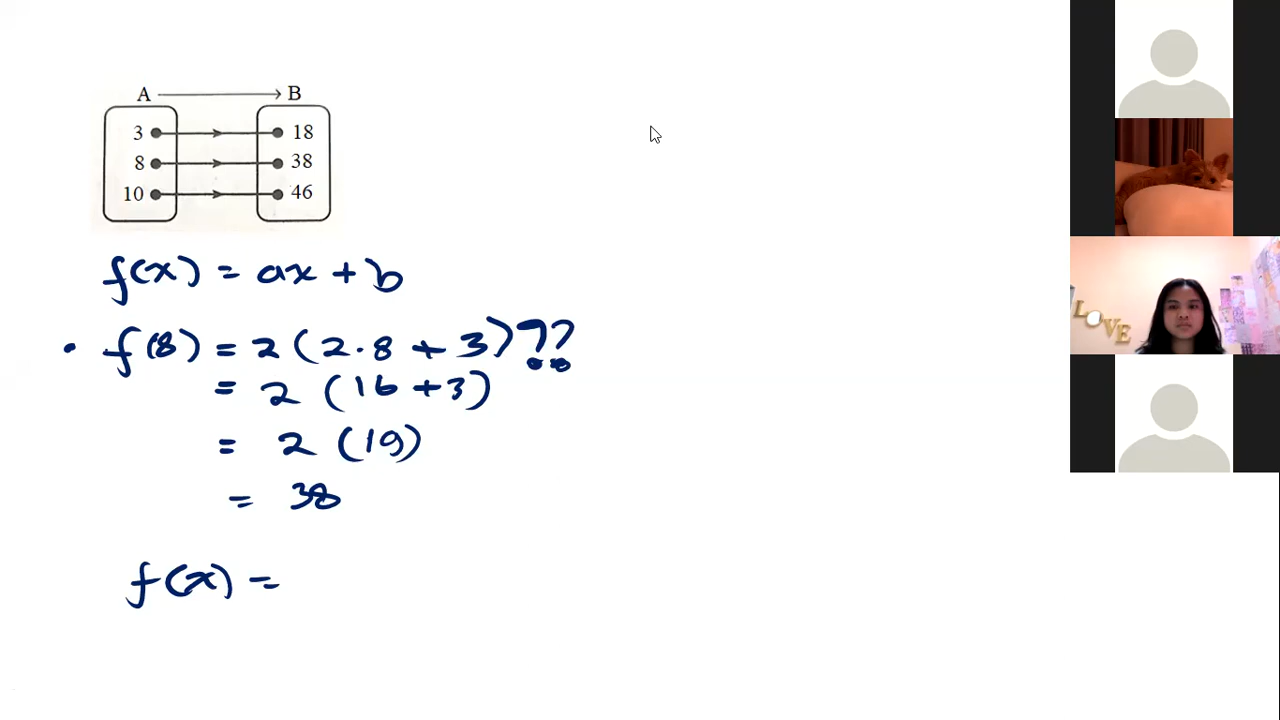 A B
3 18
8 38
10 46
f(x) = ax + b
• f(8) = 2 (2·8 + 3) ??
= 2 (16 + 3)
= 2 (19)
= 38
f(x) =
LOVE